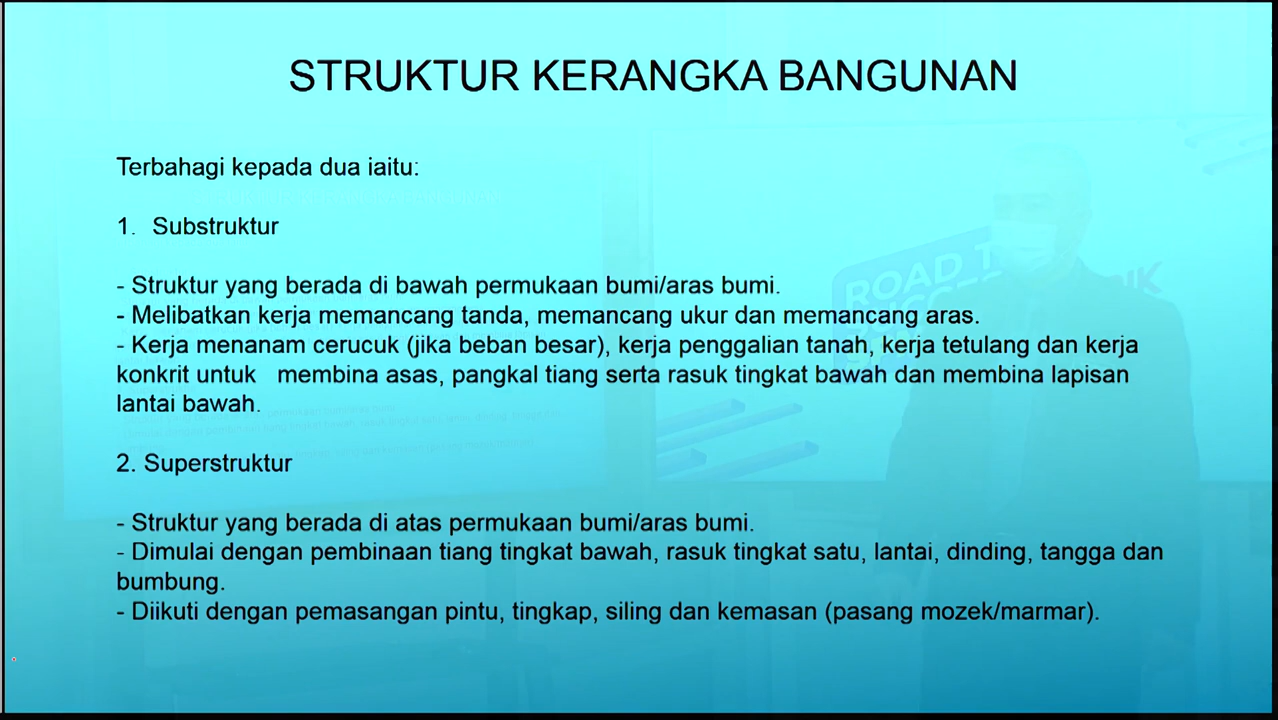 STRUKTUR KERANGKA BANGUNAN
Terbahagi kepada dua iaitu:
1. Substruktur
- Struktur yang berada di bawah permukaan bumi/aras bumi.
- Melibatkan kerja memancang tanda, memancang ukur dan memancang aras.
- Kerja menanam cerucuk (jika beban besar), kerja penggalian tanah, kerja tetulang dan kerja
konkrit untuk membina asas, pangkal tiang serta rasuk tingkat bawah dan membina lapisan
lantai bawah.
2. Superstruktur
- Struktur yang berada di atas permukaan bumi/aras bumi.
- Dimulai dengan pembinaan tiang tingkat bawah, rasuk tingkat satu, lantai, dinding, tangga dan
bumbung.
- Diikuti dengan pemasangan pintu, tingkap, siling dan kemasan (pasang mozek/marmar).
ROAD